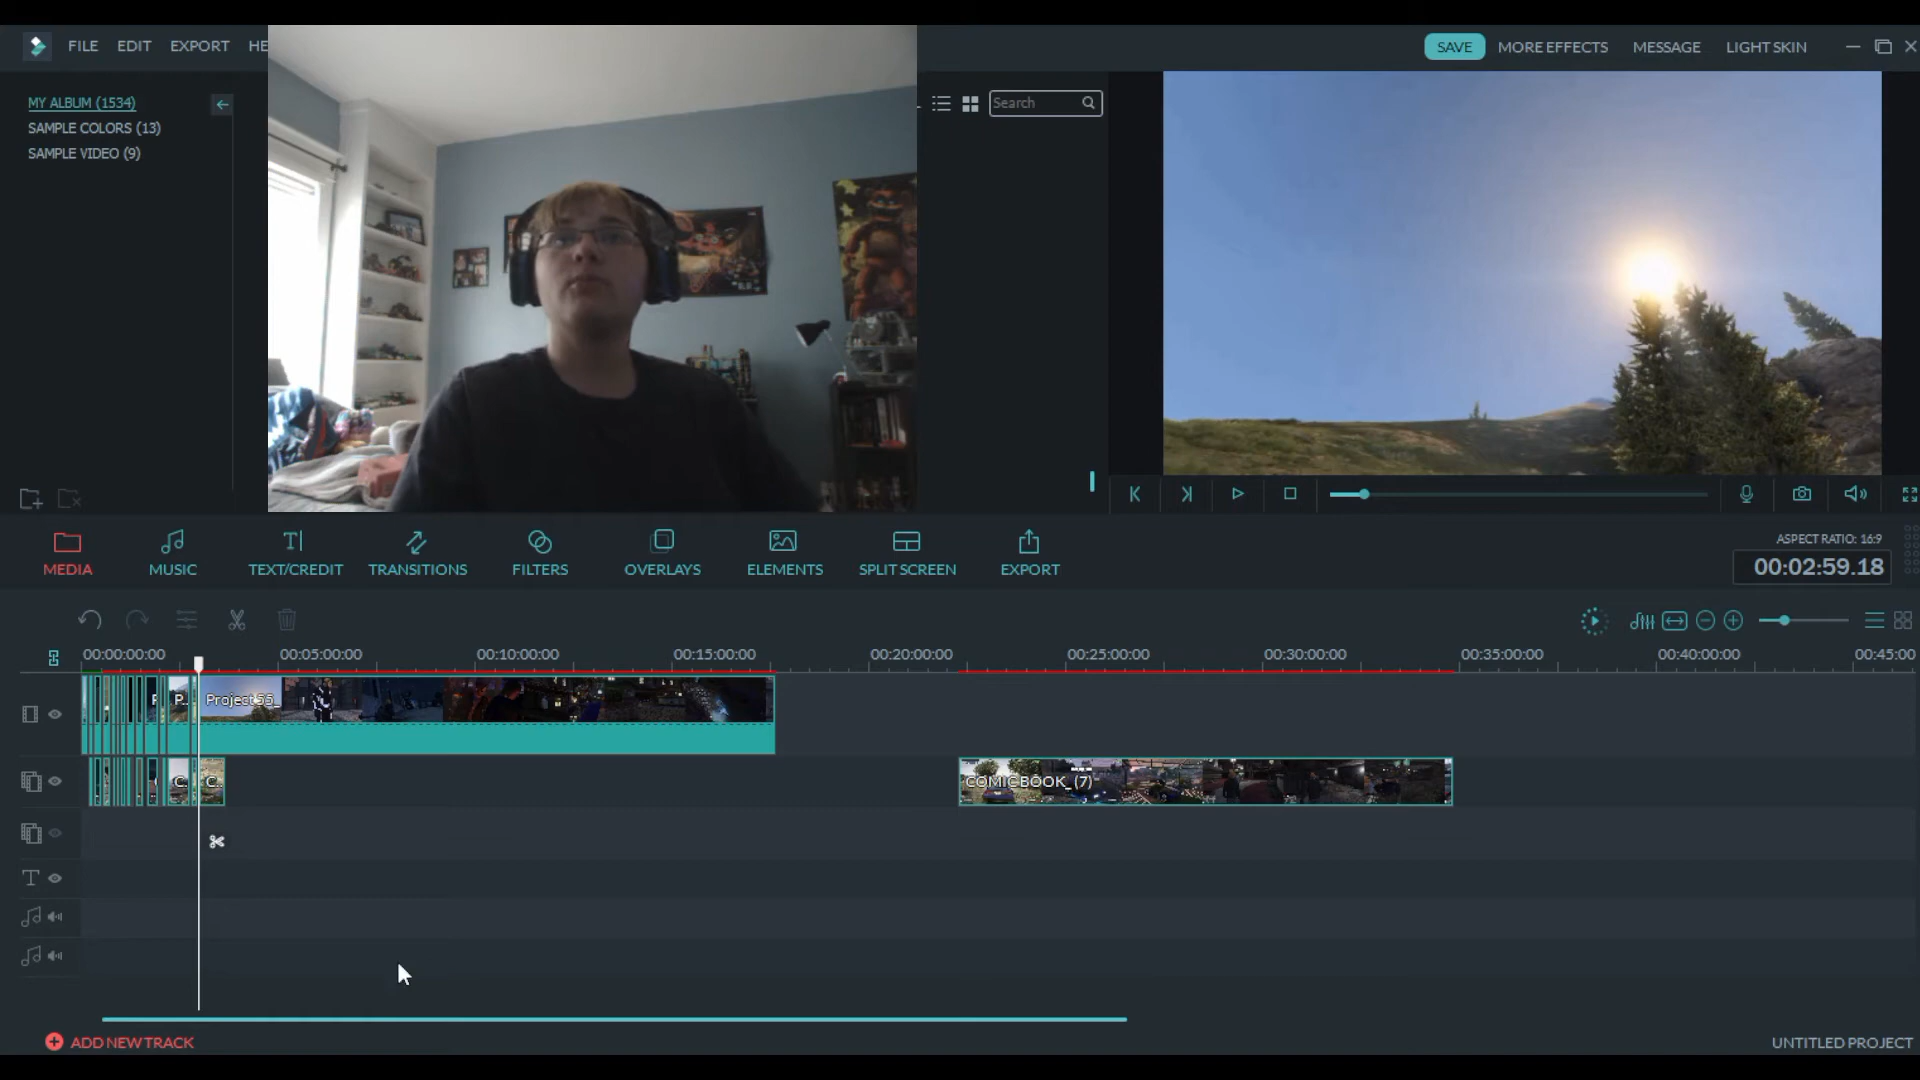 FILE EDIT EXPORT HE SAVE MORE EFFECTS MESSAGE LIGHT SKIN
MY ALBUM (1534)
SAMPLE COLORS (13)
SAMPLE VIDEO (9)
Search
MEDIA MUSIC TEXT/CREDIT TRANSITIONS FILTERS OVERLAYS ELEMENTS SPLIT SCREEN EXPORT
ASPECT RATIO: 16:9
00:02:59.18
00:00:00:00 00:05:00:00 00:10:00:00 00:15:00:00 00:20:00:00 00:25:00:00 00:30:00:00 00:35:00:00 00:40:00:00 00:45:00
P... Project 55_
C... C... COMICBOOK_(7)
ADD NEW TRACK
UNTITLED PROJECT